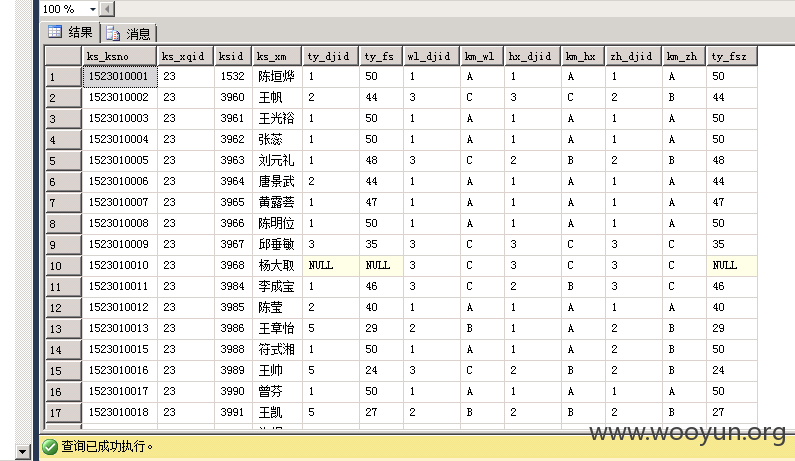 100 %
结果 消息
ks_ksno ks_xqid ksid ks_xm ty_djid ty_fs wl_djid km_wl hx_djid km_hx zh_djid km_zh ty_fsz
1 1523010001 23 1532 陈垣烨 1 50 1 A 1 A 1 A 50
2 1523010002 23 3960 王帆 2 44 3 C 3 C 2 B 44
3 1523010003 23 3961 王光裕 1 50 1 A 1 A 1 A 50
4 1523010004 23 3962 张蕊 1 50 1 A 1 A 1 A 50
5 1523010005 23 3963 刘元礼 1 48 3 C 2 B 2 B 48
6 1523010006 23 3964 唐景武 2 44 1 A 1 A 1 A 44
7 1523010007 23 3965 黄露荟 1 47 1 A 1 A 1 A 47
8 1523010008 23 3966 陈明位 1 50 1 A 1 A 1 A 50
9 1523010009 23 3967 邱垂敏 3 35 3 C 3 C 3 C 35
10 1523010010 23 3968 杨大取 NULL NULL 3 C 3 C 3 C NULL
11 1523010011 23 3984 李成宝 1 46 3 C 2 B 3 C 46
12 1523010012 23 3985 陈莹 2 40 1 A 1 A 1 A 40
13 1523010013 23 3986 王章怡 5 29 2 B 1 A 2 B 29
14 1523010015 23 3988 符式湘 1 50 1 A 1 A 2 B 50
15 1523010016 23 3989 王帅 5 24 3 C 2 B 2 B 24
16 1523010017 23 3990 曾芬 1 50 1 A 1 A 1 A 50
17 1523010018 23 3991 王凯 5 27 2 B 2 B 2 B 27
www.wooyun.org
查询已成功执行。